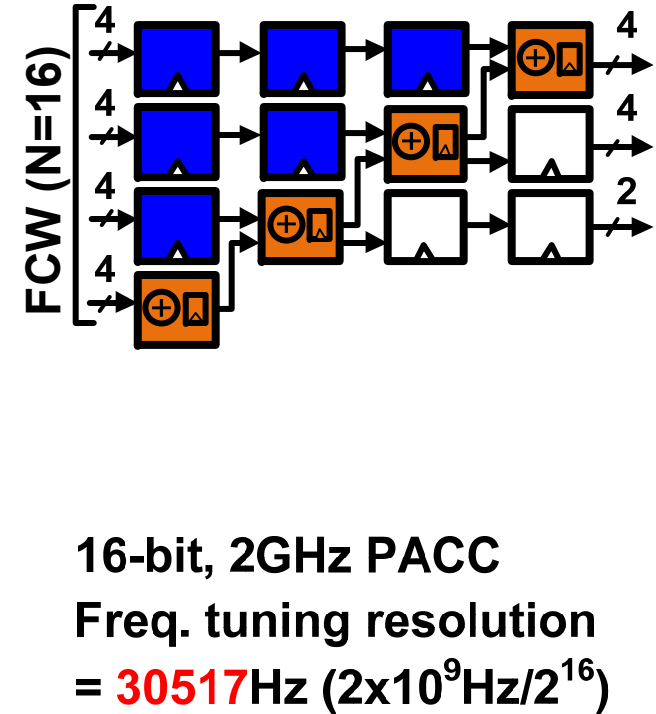 FCW (N=16)
4
4
4
4
4
4
2
16-bit, 2GHz PACC
Freq. tuning resolution
= 30517Hz (2x10⁹Hz/2¹⁶)